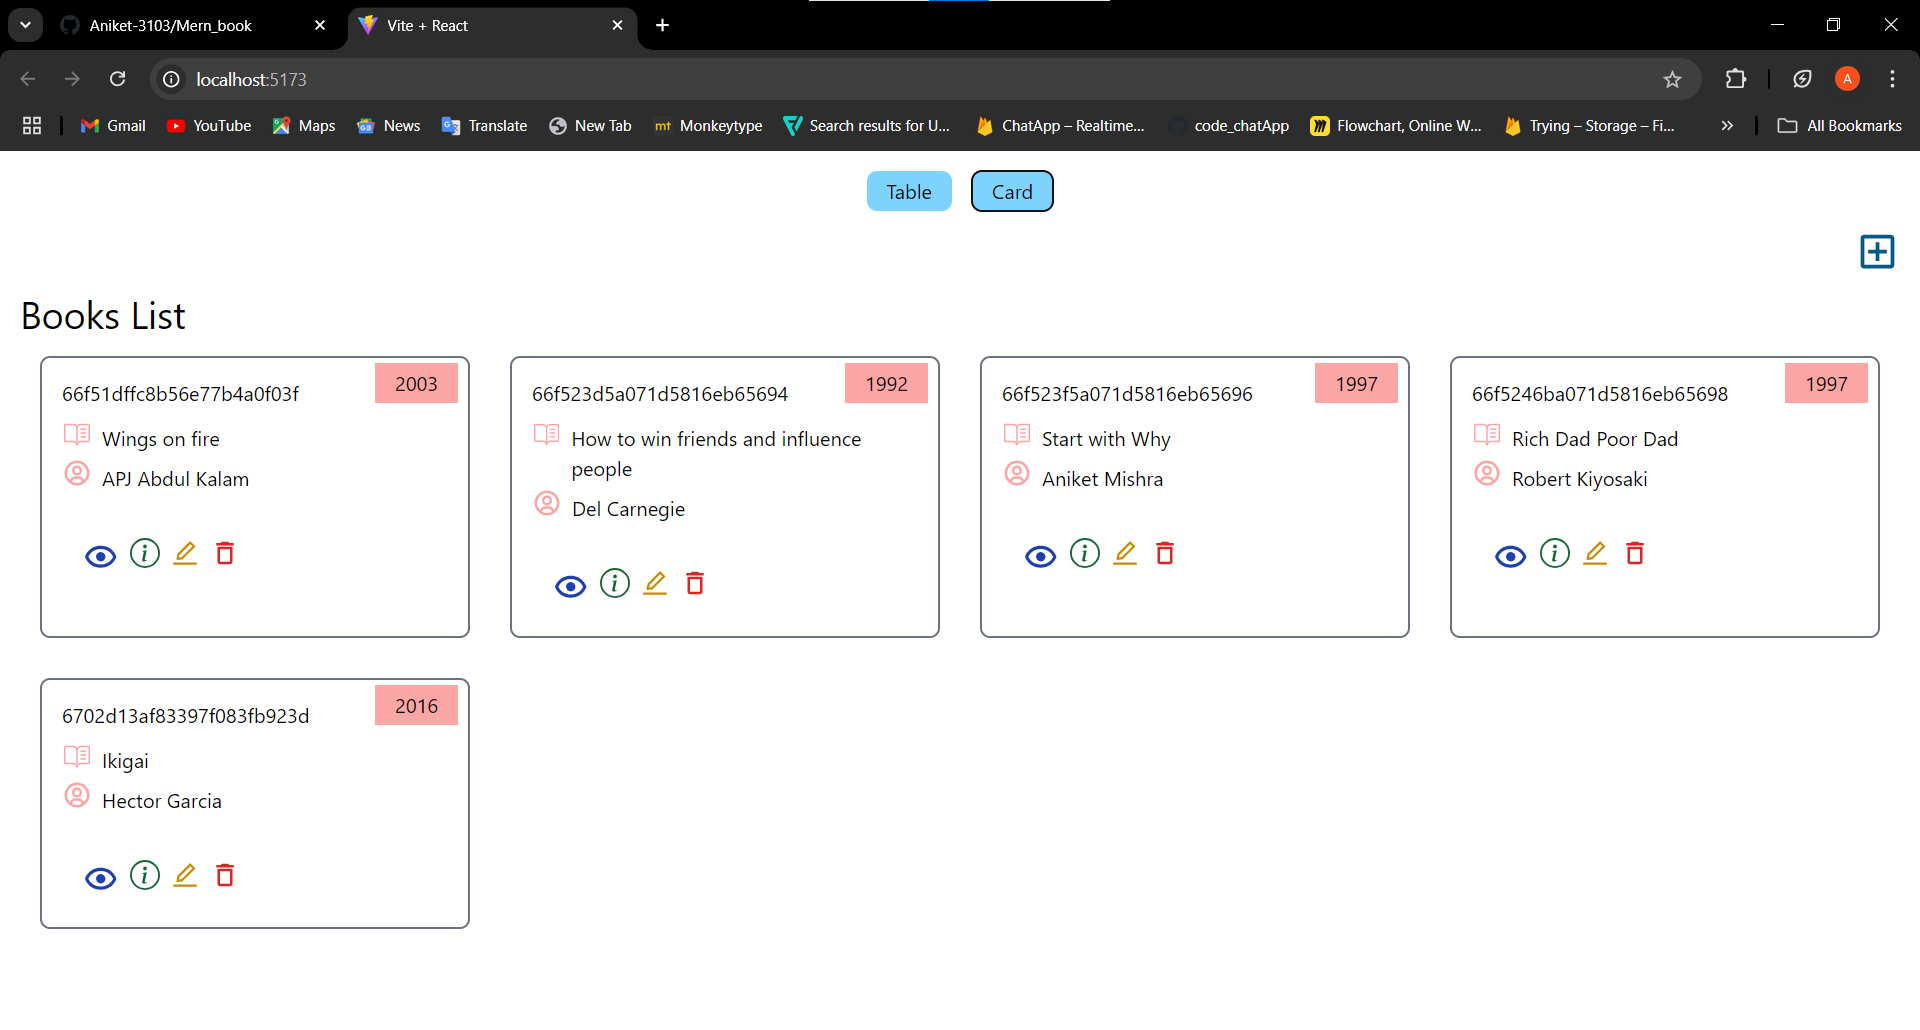 Aniket-3103/Mern_book
Vite + React
localhost:5173
A
Gmail
YouTube
Maps
News
Translate
New Tab
mt Monkeytype
Search results for U...
ChatApp – Realtime...
code_chatApp
Flowchart, Online W...
Trying – Storage – Fi...
All Bookmarks
Table
Card
Books List
66f51dffc8b56e77b4a0f03f
2003
Wings on fire
APJ Abdul Kalam
66f523d5a071d5816eb65694
1992
How to win friends and influence
people
Del Carnegie
66f523f5a071d5816eb65696
1997
Start with Why
Aniket Mishra
66f5246ba071d5816eb65698
1997
Rich Dad Poor Dad
Robert Kiyosaki
6702d13af83397f083fb923d
2016
Ikigai
Hector Garcia